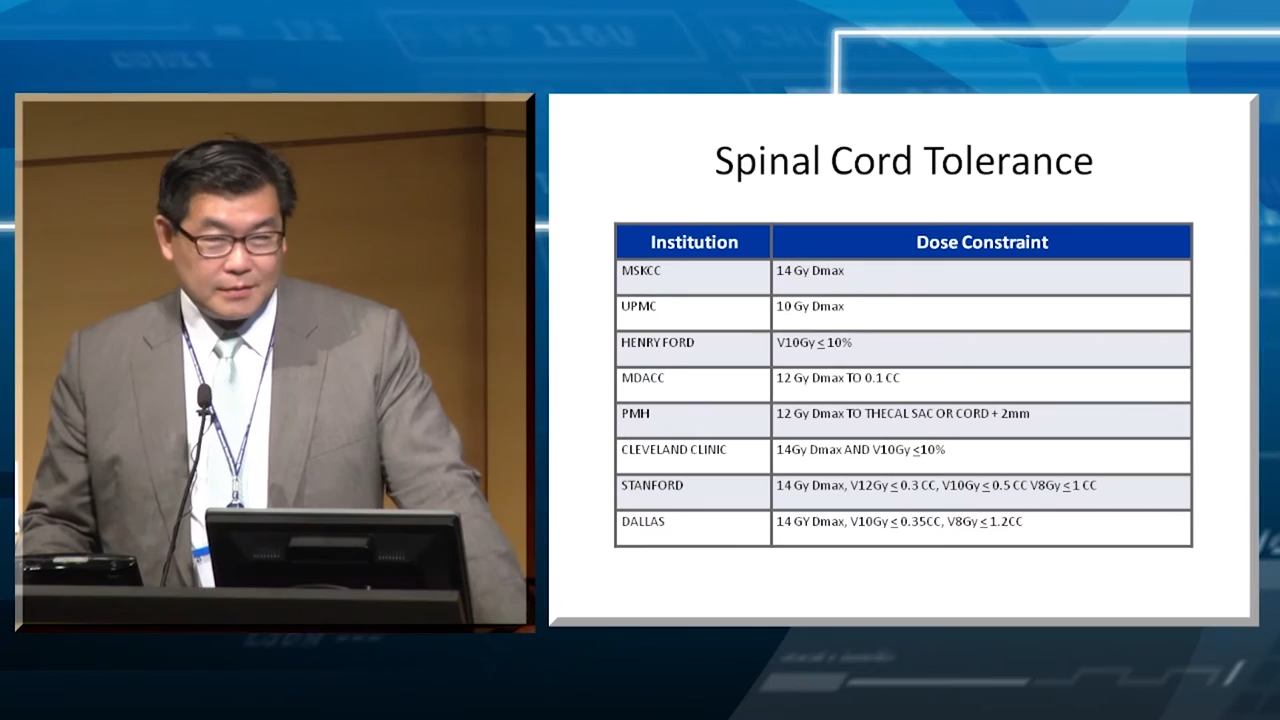 Spinal Cord Tolerance
Institution Dose Constraint
MSKCC 14 Gy Dmax
UPMC 10 Gy Dmax
HENRY FORD V10Gy ≤ 10%
MDACC 12 Gy Dmax TO 0.1 CC
PMH 12 Gy Dmax TO THECAL SAC OR CORD + 2mm
CLEVELAND CLINIC 14Gy Dmax AND V10Gy ≤10%
STANFORD 14 Gy Dmax, V12Gy ≤ 0.3 CC, V10Gy ≤ 0.5 CC V8Gy ≤ 1 CC
DALLAS 14 GY Dmax, V10Gy ≤ 0.35CC, V8Gy ≤ 1.2CC